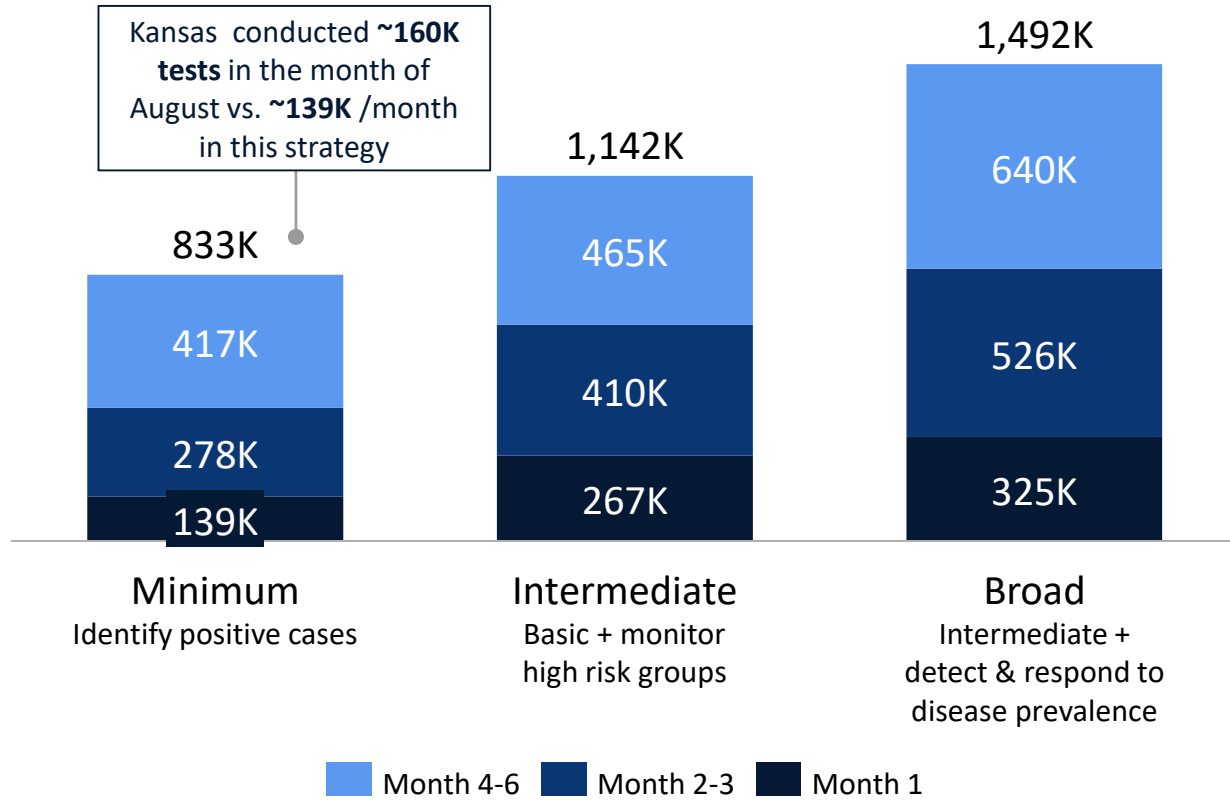 Kansas conducted ~160K
tests in the month of
August vs. ~139K /month
in this strategy
833K
417K
278K
139K
Minimum
Identify positive cases
1,142K
465K
410K
267K
Intermediate
Basic + monitor
high risk groups
1,492K
640K
526K
325K
Broad
Intermediate +
detect & respond to
disease prevalence
Month 4-6 Month 2-3 Month 1